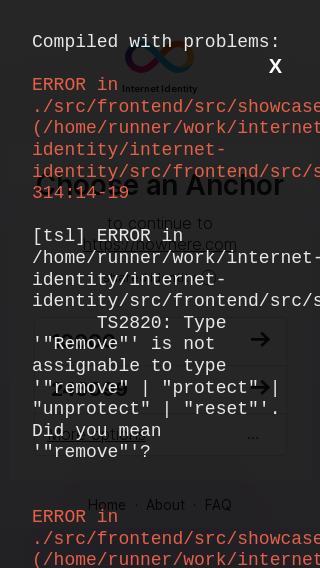 Compiled with problems:
X
Internet Identity
ERROR in
./src/frontend/src/showcase
(/home/runner/work/internet-
identity/internet-
identity/src/frontend/src/s
314:14-19
Choose an Anchor
to continue to
https://nowhere.com
[tsl] ERROR in
/home/runner/work/internet-
identity/internet-
identity/src/frontend/src/s
TS2820: Type
'"Remove"' is not
assignable to type
'"remove" | "protect" |
"unprotect" | "reset"'.
Did you mean
'"remove"'?
More options
...
Home · About · FAQ
ERROR in
./src/frontend/src/showcase
(/home/runner/work/internet